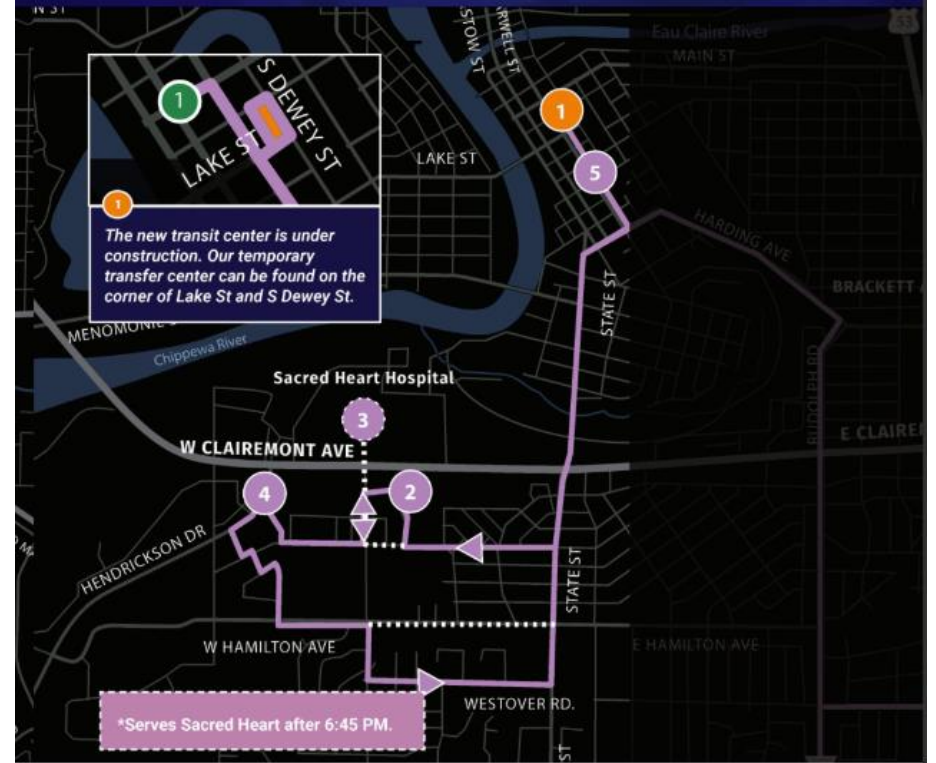 N ST
STOW ST
RWELL ST
Eau Claire River
53
MAIN ST
1
S DEWEY ST
LAKE ST
1
The new transit center is under
construction. Our temporary
transfer center can be found on the
corner of Lake St and S Dewey St.
1
LAKE ST
5
HARDING AVE
STATE ST
BRACKETT
MENOMONIE
Chippewa River
RUDOLPH RD
Sacred Heart Hospital
3
W CLAIREMONT AVE
E CLAIRE
4
2
HENDRICKSON DR
STATE ST
W HAMILTON AVE
E HAMILTON AVE
WESTOVER RD.
*Serves Sacred Heart after 6:45 PM.
ST